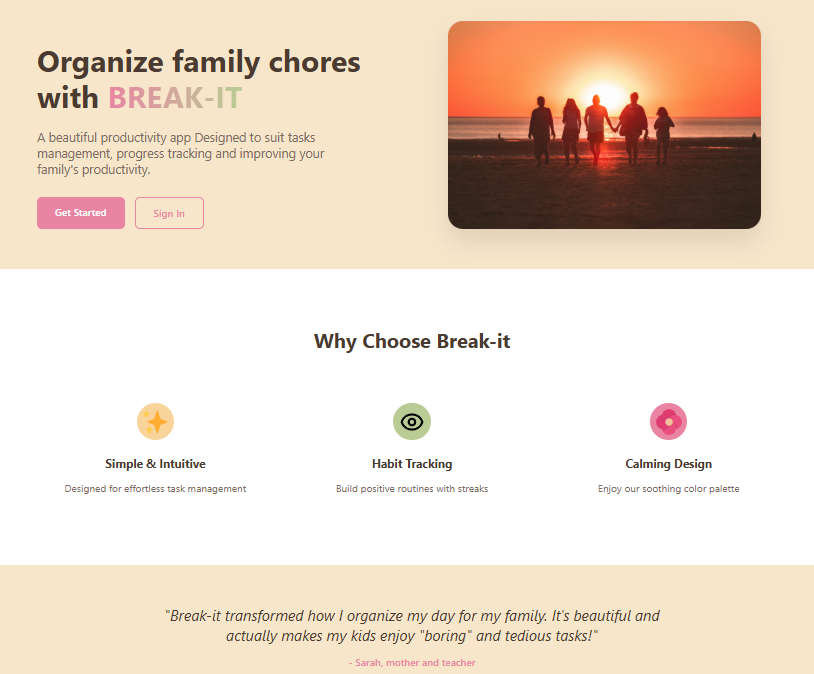 Organize family chores
with BREAK-IT
A beautiful productivity app Designed to suit tasks
management, progress tracking and improving your
family's productivity.
Get Started
Sign In
Why Choose Break-it
Simple & Intuitive
Habit Tracking
Calming Design
Designed for effortless task management
Build positive routines with streaks
Enjoy our soothing color palette
"Break-it transformed how I organize my day for my family. It's beautiful and
actually makes my kids enjoy "boring" and tedious tasks!"
- Sarah, mother and teacher